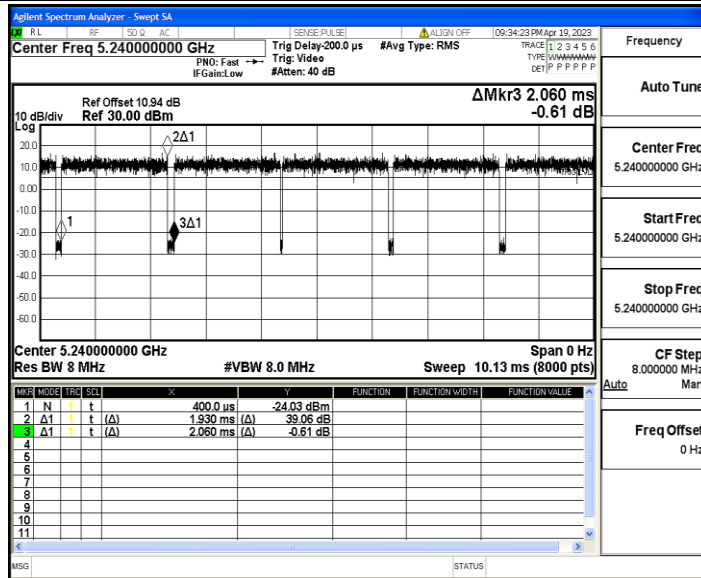 Agilent Spectrum Analyzer - Swept SA
RL RF 50 Ω AC SENSE:PULSE ALIGN OFF 09:34:23 PM Apr 19, 2023
Center Freq 5.240000000 GHz
PNO: Fast
IFGain:Low
Trig Delay-200.0 µs
Trig: Video
#Atten: 40 dB
#Avg Type: RMS
TRACE 1 2 3 4 5 6
TYPE WWWWWW
DET P P P P P P
Ref Offset 10.94 dB
10 dB/div Ref 30.00 dBm
Log
ΔMkr3 2.060 ms
-0.61 dB
20.0
10.0
0.00
-10.0
-20.0
-30.0
-40.0
-50.0
-60.0
1
2Δ1
3Δ1
Center 5.240000000 GHz Span 0 Hz
Res BW 8 MHz #VBW 8.0 MHz Sweep 10.13 ms (8000 pts)
MKR MODE TRC SCL X Y FUNCTION FUNCTION WIDTH FUNCTION VALUE
1 N 1 t 400.0 µs -24.03 dBm
2 Δ1 1 t (Δ) 1.930 ms (Δ) 39.06 dB
3 Δ1 1 t (Δ) 2.060 ms (Δ) -0.61 dB
4
5
6
7
8
9
10
11
MSG STATUS
Frequency
Auto Tune
Center Freq
5.240000000 GHz
Start Freq
5.240000000 GHz
Stop Freq
5.240000000 GHz
CF Step
8.000000 MHz
Auto Man
Freq Offset
0 Hz